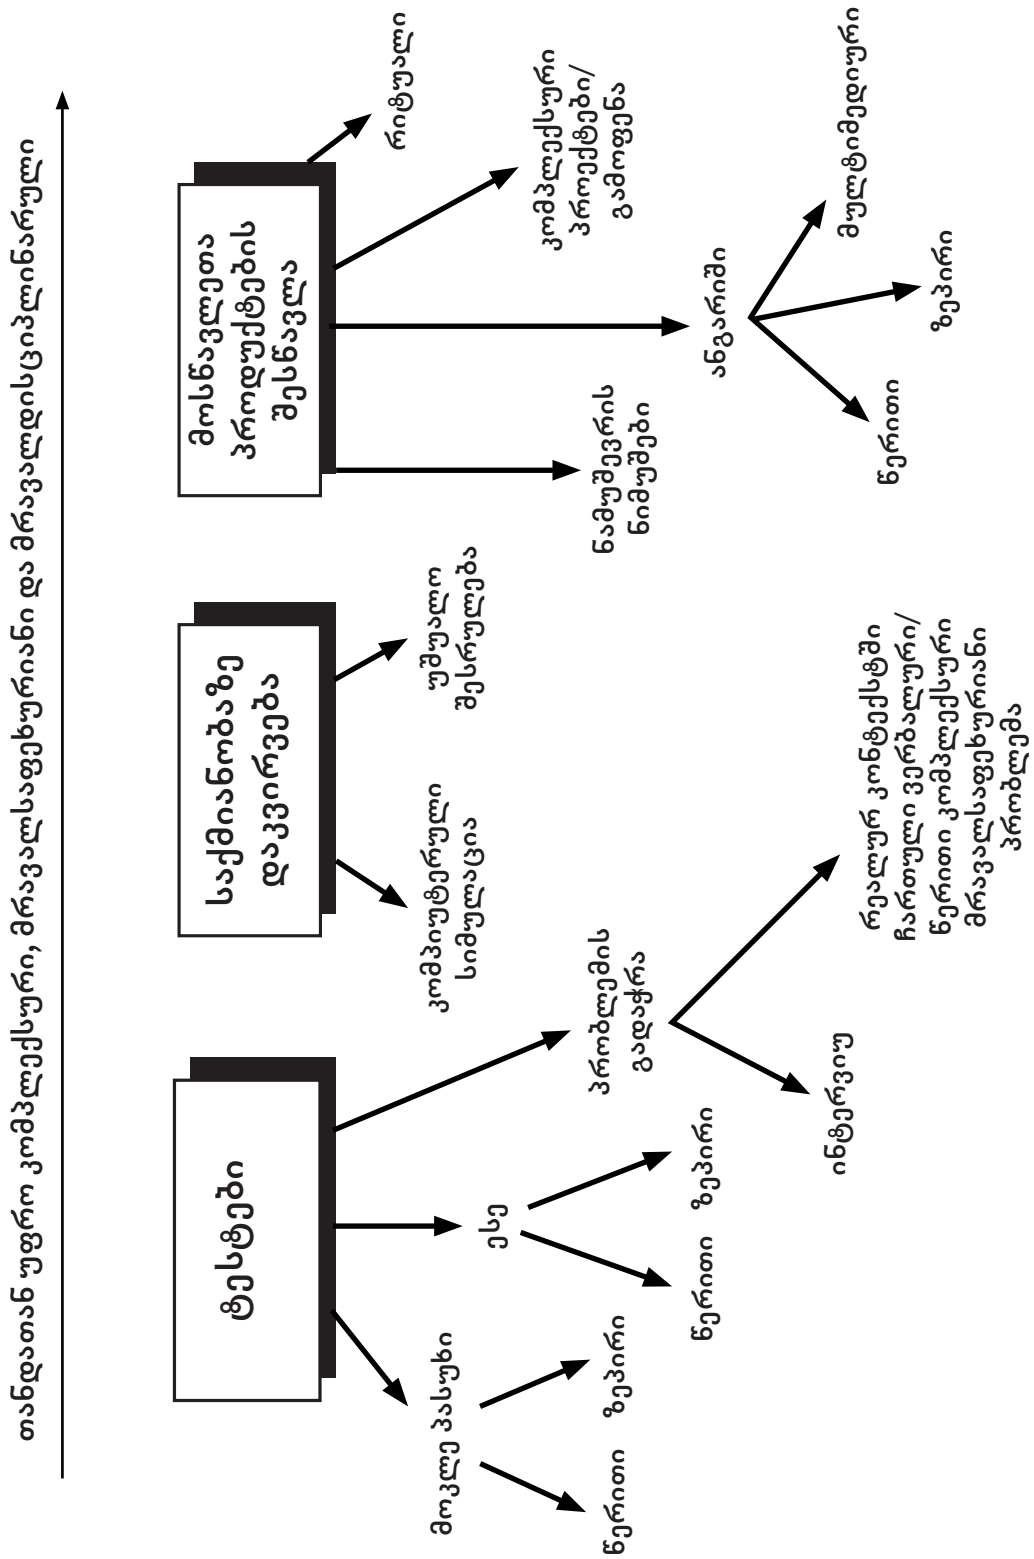 თანდათან უფრო კომპლექსური, მრავალსაფეხურიანი და მრავალდისციპლინარული
ტესტები
საქმიანობაზე
დაკვირვება
მოსწავლეთა
პროდუქტების
შესწავლა
მოკლე პასუხი
წერითი
ზეპირი
ესე
წერითი
ზეპირი
პრობლემის
გადაჭრა
ინტერვიუ
რეალურ კონტექსტში
ჩართული ვერბალური/
წერითი კომპლექსური
მრავალსაფეხურიანი
პრობლემა
კომპიუტერული
სიმულაცია
უშუალო
შესრულება
ნამუშევრის
ნიმუშები
ანგარიში
წერითი
ზეპირი
მულტიმედიური
კომპლექსური
პროექტები/
გამოფენა
რიტუალი